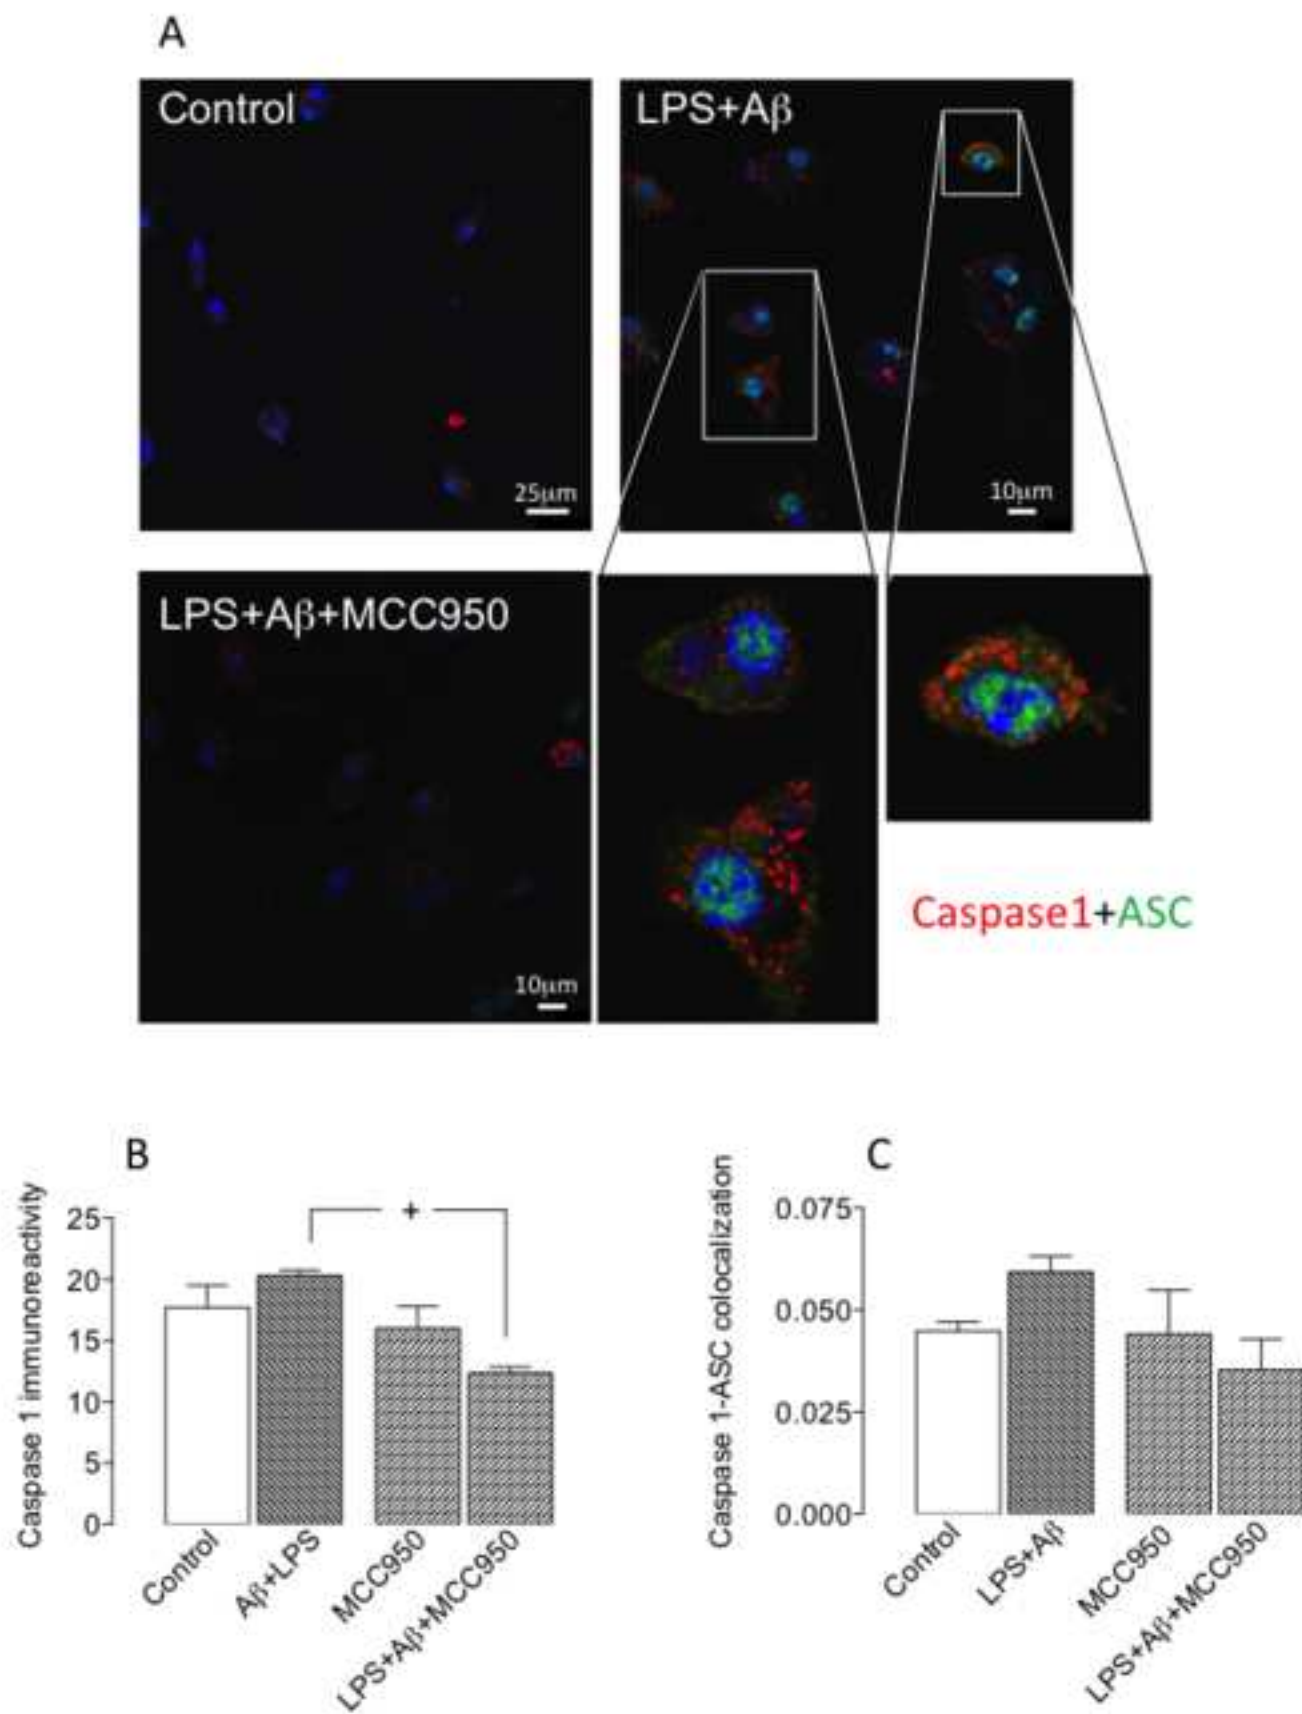 A
Control
LPS+Aβ
25μm
10μm
LPS+Aβ+MCC950
10μm
Caspase1+ASC
B
Caspase 1 immunoreactivity
25
20
15
10
5
0
+
Control
Aβ+LPS
MCC950
LPS+Aβ+MCC950
C
Caspase 1-ASC colocalization
0.075
0.050
0.025
0.000
Control
LPS+Aβ
MCC950
LPS+Aβ+MCC950